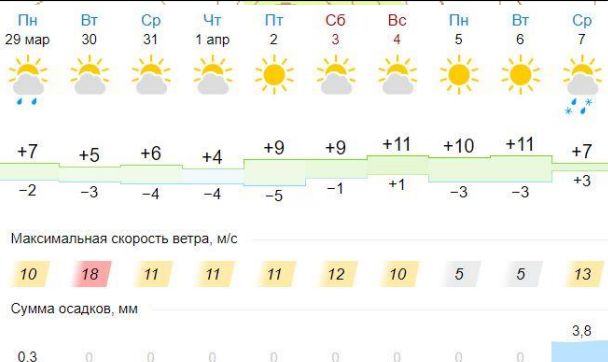 Пн Вт Ср Чт Пт Сб Вс Пн Вт Ср
29 мар 30 31 1 апр 2 3 4 5 6 7
+7 +5 +6 +4 +9 +9 +11 +10 +11 +7
−2 −3 −4 −4 −5 −1 +1 −3 −3 +3
Максимальная скорость ветра, м/с
10 18 11 11 11 12 10 5 5 13
Сумма осадков, мм
3,8
0,3 0 0 0 0 0 0 0 0